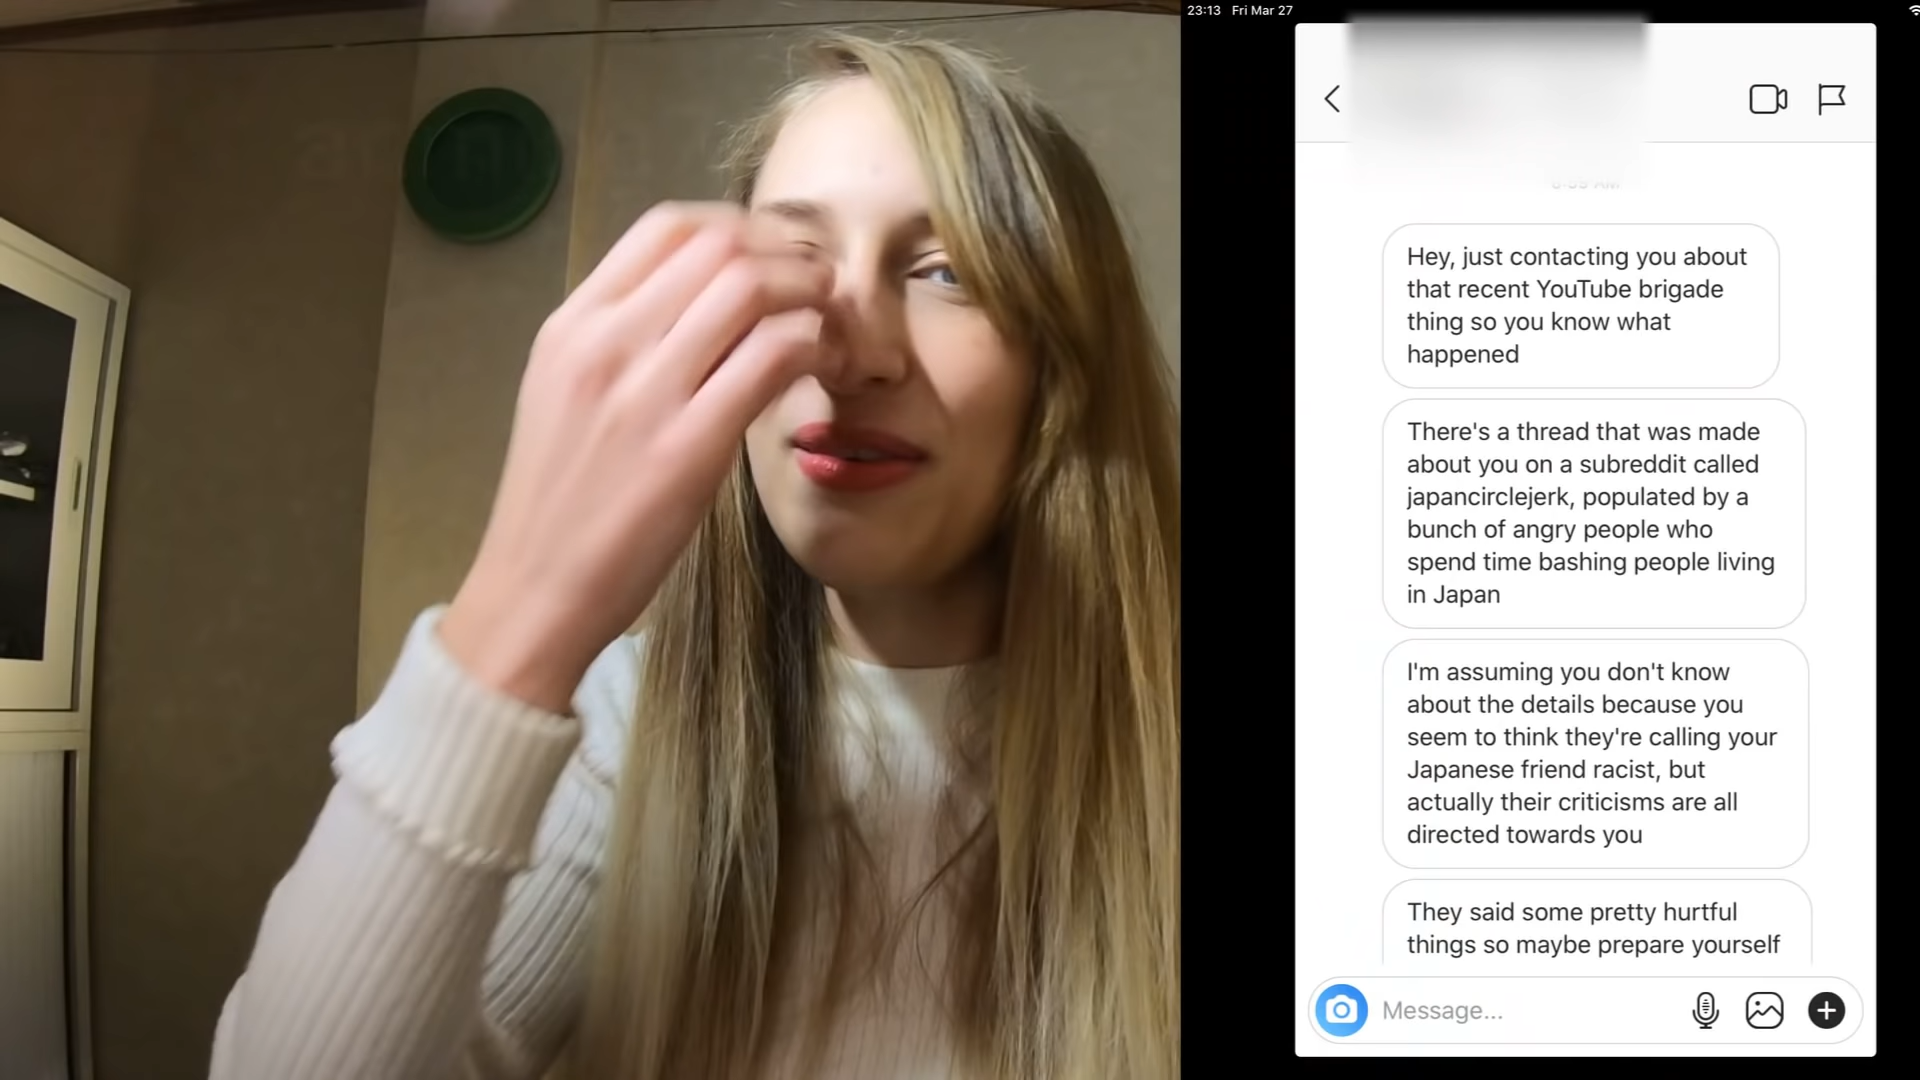 23:13 Fri Mar 27
Hey, just contacting you about
that recent YouTube brigade
thing so you know what
happened
There's a thread that was made
about you on a subreddit called
japancirclejerk, populated by a
bunch of angry people who
spend time bashing people living
in Japan
I'm assuming you don't know
about the details because you
seem to think they're calling your
Japanese friend racist, but
actually their criticisms are all
directed towards you
They said some pretty hurtful
things so maybe prepare yourself
Message...